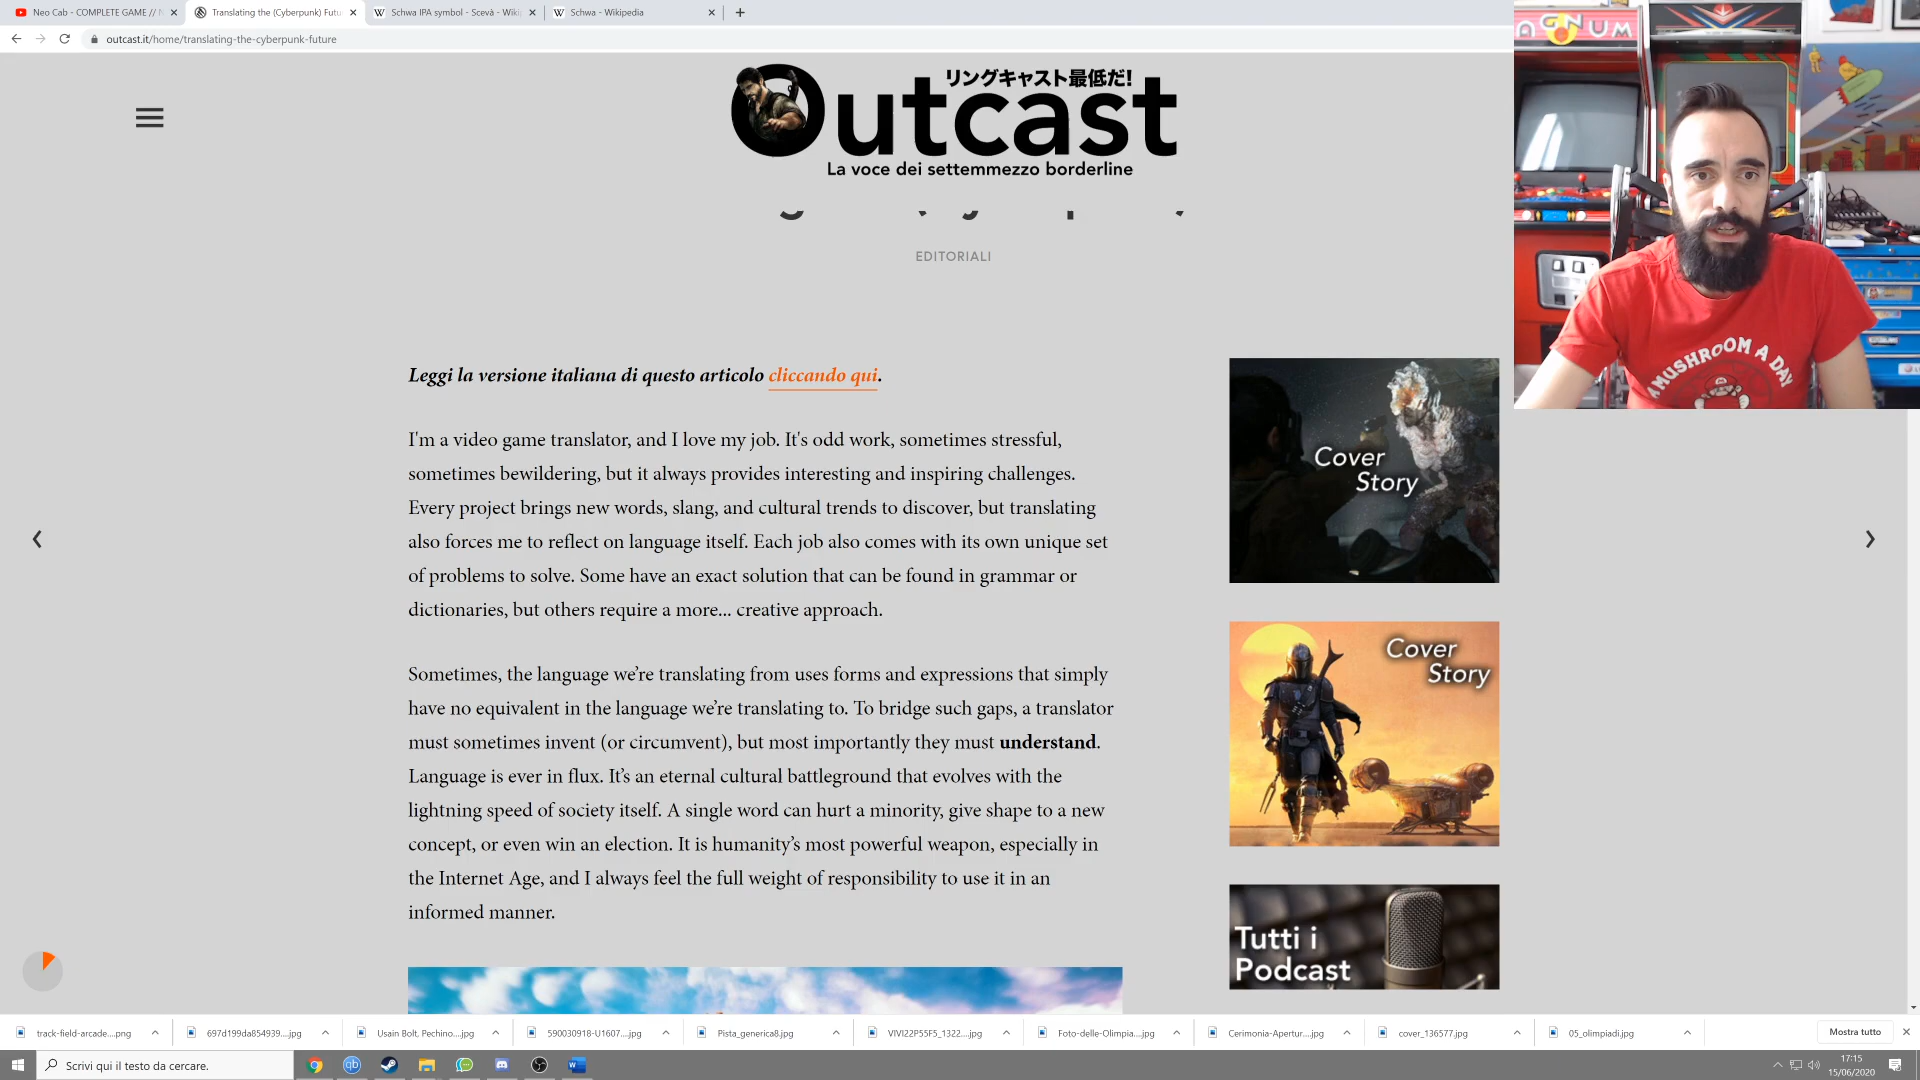 Neo Cab - COMPLETE GAME //
Translating the (Cyberpunk) Futu
Schwa IPA symbol - Scevà - Wiki
Schwa - Wikipedia
outcast.it/home/translating-the-cyberpunk-future
リングキャスト最低だ!
Outcast
La voce dei settemmezzo borderline
EDITORIALI
Leggi la versione italiana di questo articolo cliccando qui.
I'm a video game translator, and I love my job. It's odd work, sometimes stressful,
sometimes bewildering, but it always provides interesting and inspiring challenges.
Every project brings new words, slang, and cultural trends to discover, but translating
also forces me to reflect on language itself. Each job also comes with its own unique set
of problems to solve. Some have an exact solution that can be found in grammar or
dictionaries, but others require a more... creative approach.
Sometimes, the language we're translating from uses forms and expressions that simply
have no equivalent in the language we're translating to. To bridge such gaps, a translator
must sometimes invent (or circumvent), but most importantly they must understand.
Language is ever in flux. It's an eternal cultural battleground that evolves with the
lightning speed of society itself. A single word can hurt a minority, give shape to a new
concept, or even win an election. It is humanity's most powerful weapon, especially in
the Internet Age, and I always feel the full weight of responsibility to use it in an
informed manner.
Cover
Story
Cover
Story
Tutti i
Podcast
AGNUM
A MUSHROOM A DAY
track-field-arcade....png
697d199da854939....jpg
Usain Bolt, Pechino....jpg
590030918-U1607....jpg
Pista_generica8.jpg
VIVI22P55F5_1322....jpg
Foto-delle-Olimpia....jpg
Cerimonia-Apertur....jpg
cover_136577.jpg
05_olimpiadi.jpg
Mostra tutto
Scrivi qui il testo da cercare.
qb
17:15
15/06/2020